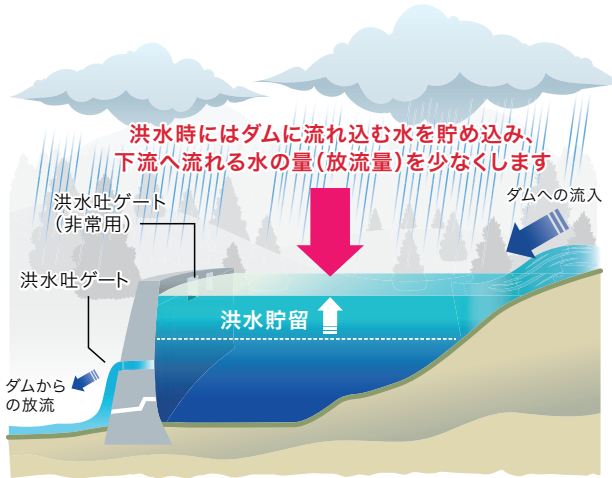 洪水時にはダムに流れ込む水を貯め込み、
下流へ流れる水の量（放流量）を少なくします
ダムへの流入
洪水吐ゲート
（非常用）
洪水吐ゲート
洪水貯留
ダムから
の放流